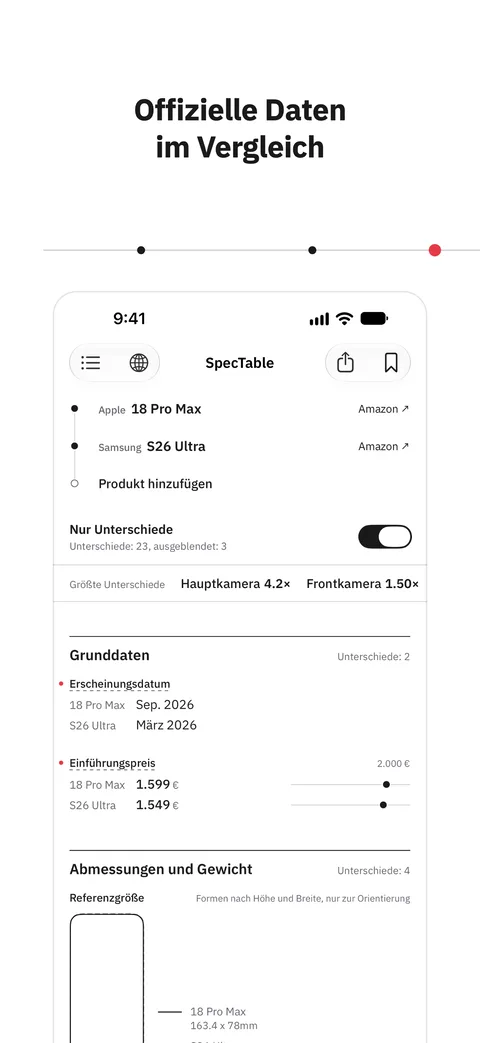 Offizielle Daten
im Vergleich
9:41
SpecTable
Apple 18 Pro Max Amazon ↗
Samsung S26 Ultra Amazon ↗
Produkt hinzufügen
Nur Unterschiede
Unterschiede: 23, ausgeblendet: 3
Größte Unterschiede Hauptkamera 4.2× Frontkamera 1.50×
Grunddaten Unterschiede: 2
Erscheinungsdatum
18 Pro Max Sep. 2026
S26 Ultra März 2026
Einführungspreis 2.000 €
18 Pro Max 1.599 €
S26 Ultra 1.549 €
Abmessungen und Gewicht Unterschiede: 4
Referenzgröße Formen nach Höhe und Breite, nur zur Orientierung
18 Pro Max
163.4 x 78mm